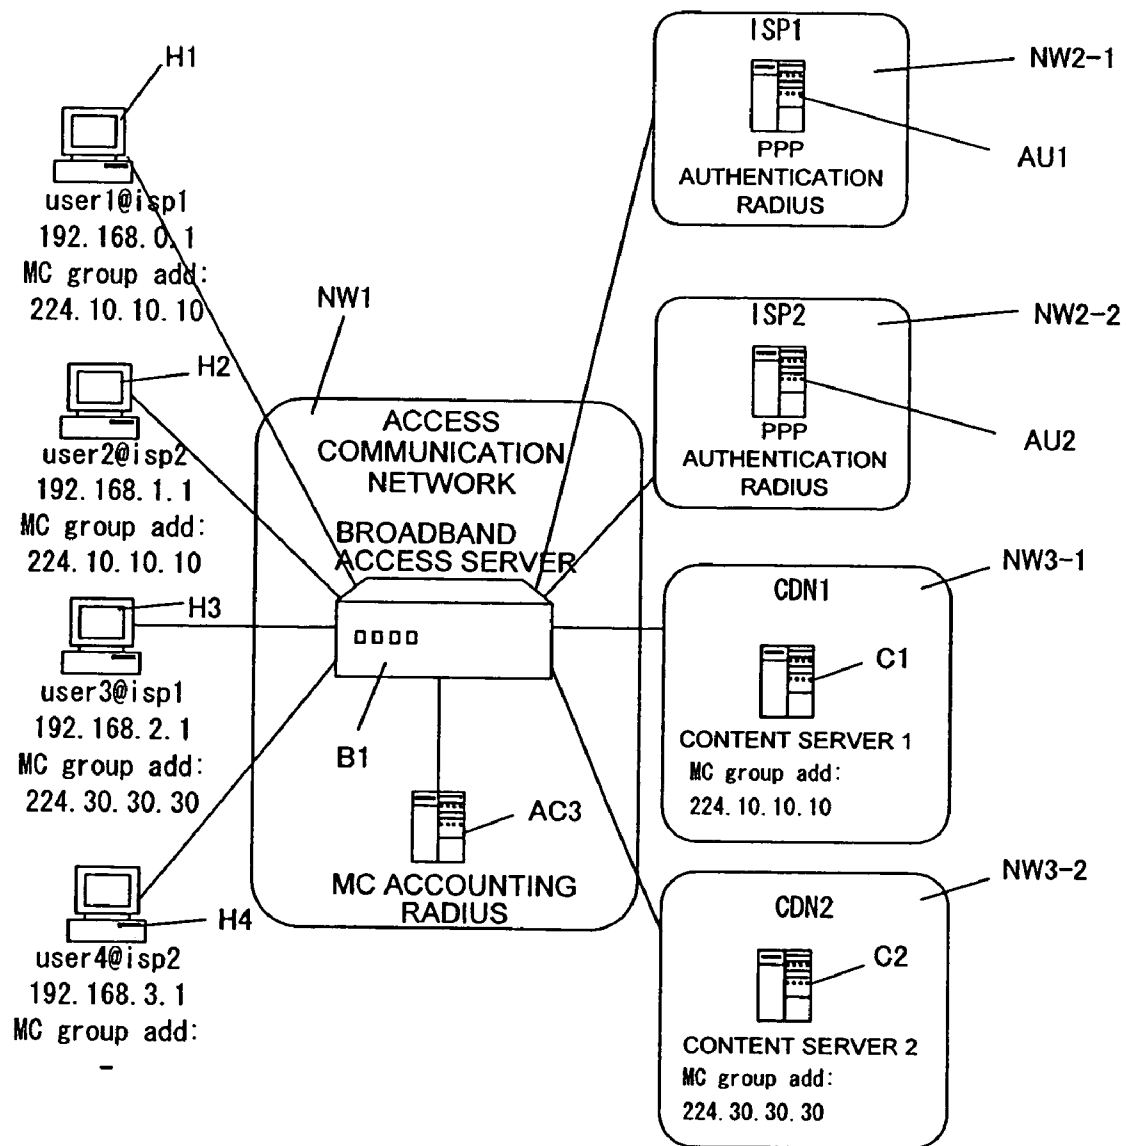 H1
user1@isp1
192.168.0.1
MC group add:
224.10.10.10
H2
user2@isp2
192.168.1.1
MC group add:
224.10.10.10
H3
user3@isp1
192.168.2.1
MC group add:
224.30.30.30
H4
user4@isp2
192.168.3.1
MC group add:
-
NW1
ACCESS
COMMUNICATION
NETWORK
BROADBAND
ACCESS SERVER
B1
AC3
MC ACCOUNTING
RADIUS
ISP1
NW2-1
AU1
PPP
AUTHENTICATION
RADIUS
ISP2
NW2-2
AU2
PPP
AUTHENTICATION
RADIUS
NW3-1
CDN1
C1
CONTENT SERVER 1
MC group add:
224.10.10.10
NW3-2
CDN2
C2
CONTENT SERVER 2
MC group add:
224.30.30.30